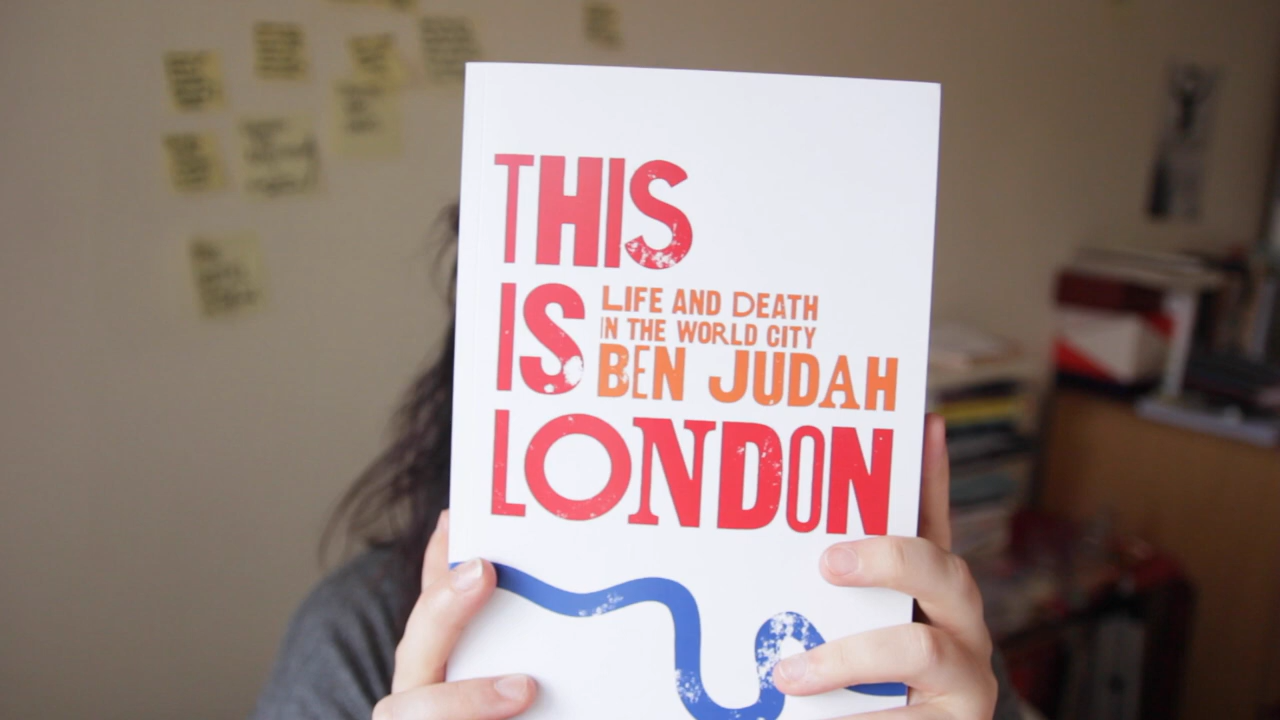 THIS
IS
LIFE AND DEATH
IN THE WORLD CITY
BEN JUDAH
LONDON